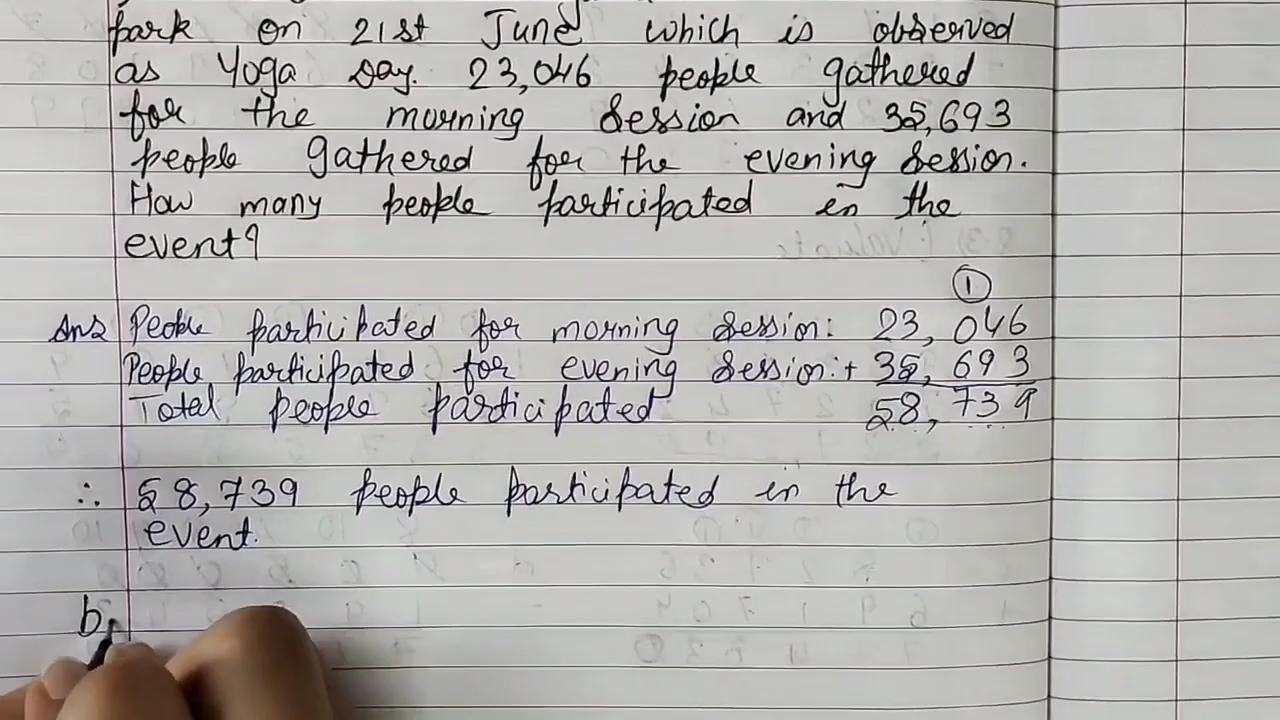 park on 21st June which is observed
as Yoga Day. 23,046 people gathered
for the morning session and 35,693
people gathered for the evening session.
How many people participated in the
event?
①
Ans People participated for morning session: 23,046
People participated for evening session: + 35,693
Total people participated 58,739
∴ 58,739 people participated in the
event.
b.